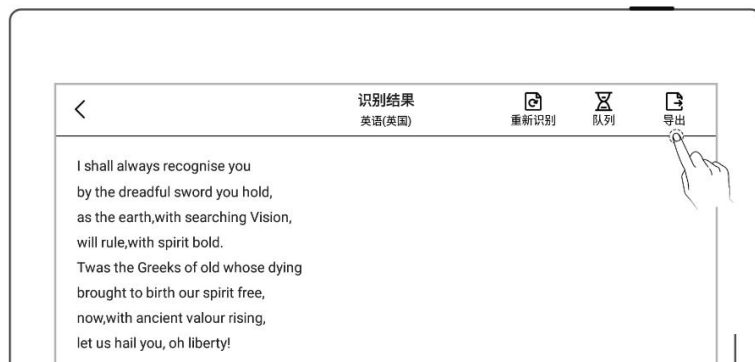 识别结果
英语(英国)
重新识别
队列
导出
I shall always recognise you
by the dreadful sword you hold,
as the earth,with searching Vision,
will rule,with spirit bold.
Twas the Greeks of old whose dying
brought to birth our spirit free,
now,with ancient valour rising,
let us hail you, oh liberty!